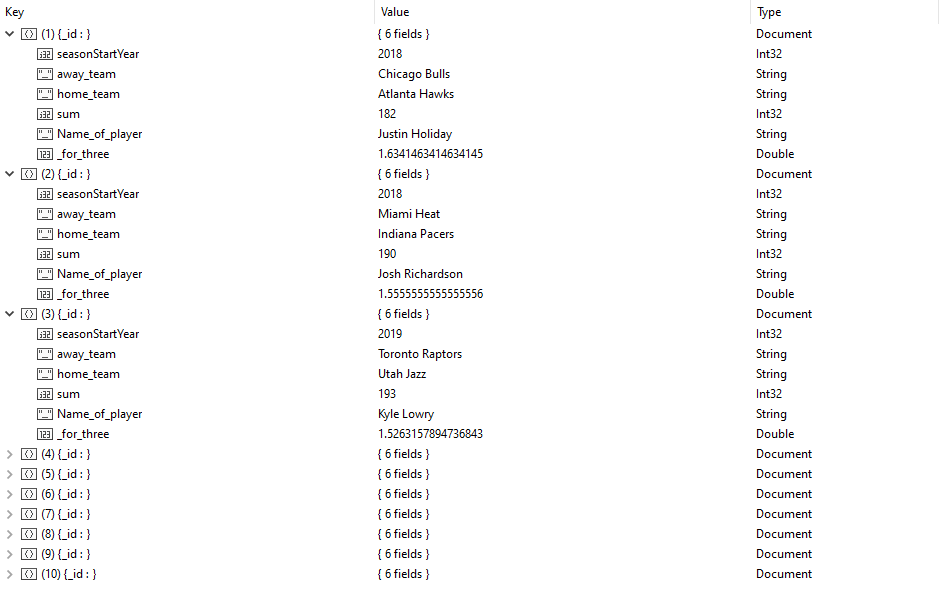 Key Value Type
(1) {_id : } { 6 fields } Document
seasonStartYear 2018 Int32
away_team Chicago Bulls String
home_team Atlanta Hawks String
sum 182 Int32
Name_of_player Justin Holiday String
_for_three 1.6341463414634145 Double
(2) {_id : } { 6 fields } Document
seasonStartYear 2018 Int32
away_team Miami Heat String
home_team Indiana Pacers String
sum 190 Int32
Name_of_player Josh Richardson String
_for_three 1.5555555555555556 Double
(3) {_id : } { 6 fields } Document
seasonStartYear 2019 Int32
away_team Toronto Raptors String
home_team Utah Jazz String
sum 193 Int32
Name_of_player Kyle Lowry String
_for_three 1.5263157894736843 Double
(4) {_id : } { 6 fields } Document
(5) {_id : } { 6 fields } Document
(6) {_id : } { 6 fields } Document
(7) {_id : } { 6 fields } Document
(8) {_id : } { 6 fields } Document
(9) {_id : } { 6 fields } Document
(10) {_id : } { 6 fields } Document